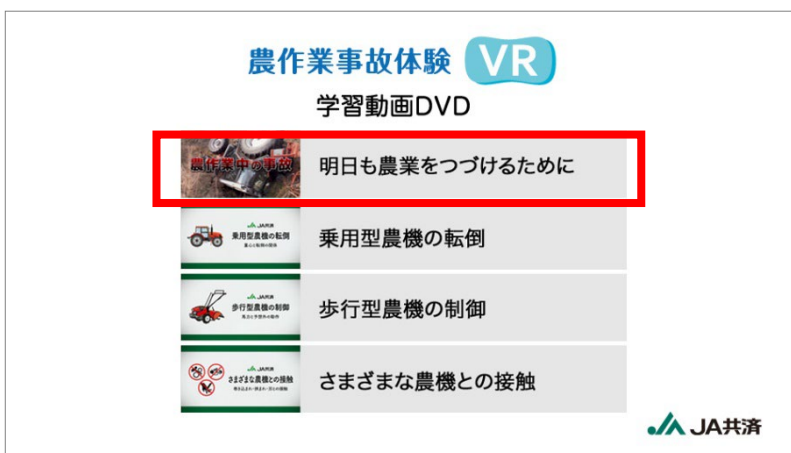 農作業事故体験 VR
学習動画DVD
農作業中の事故
明日も農業をつづけるために
JA共済
乗用型農機の転倒
乗用型農機の転倒
JA共済
歩行型農機の制御
歩行型農機の制御
JA共済
さまざまな農機との接触
さまざまな農機との接触
JA共済